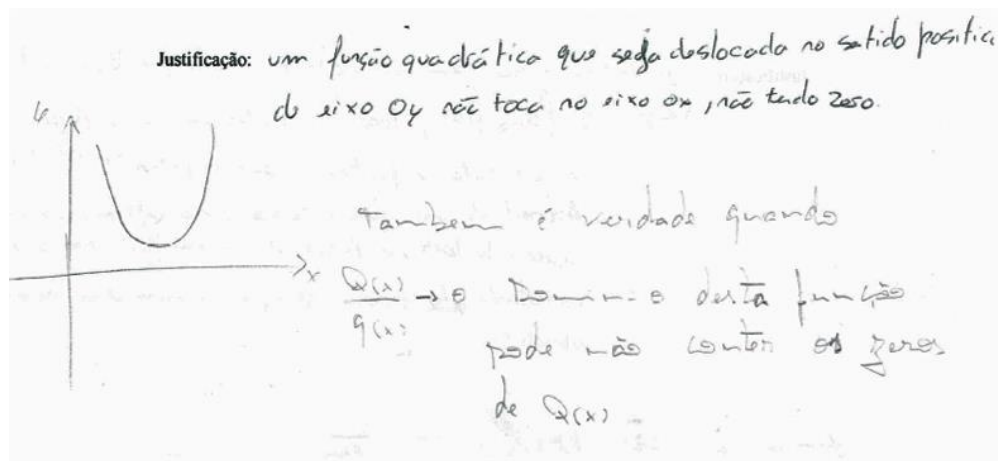 Justificação: um função quadrática que seja deslocada no sentido positivo
do eixo Oy não toca no eixo Ox, não tendo zero.
y
x
Também é verdade quando
Q(x)
q(x)
→ o Domínio desta função
pode não conter os zeros
de Q(x)